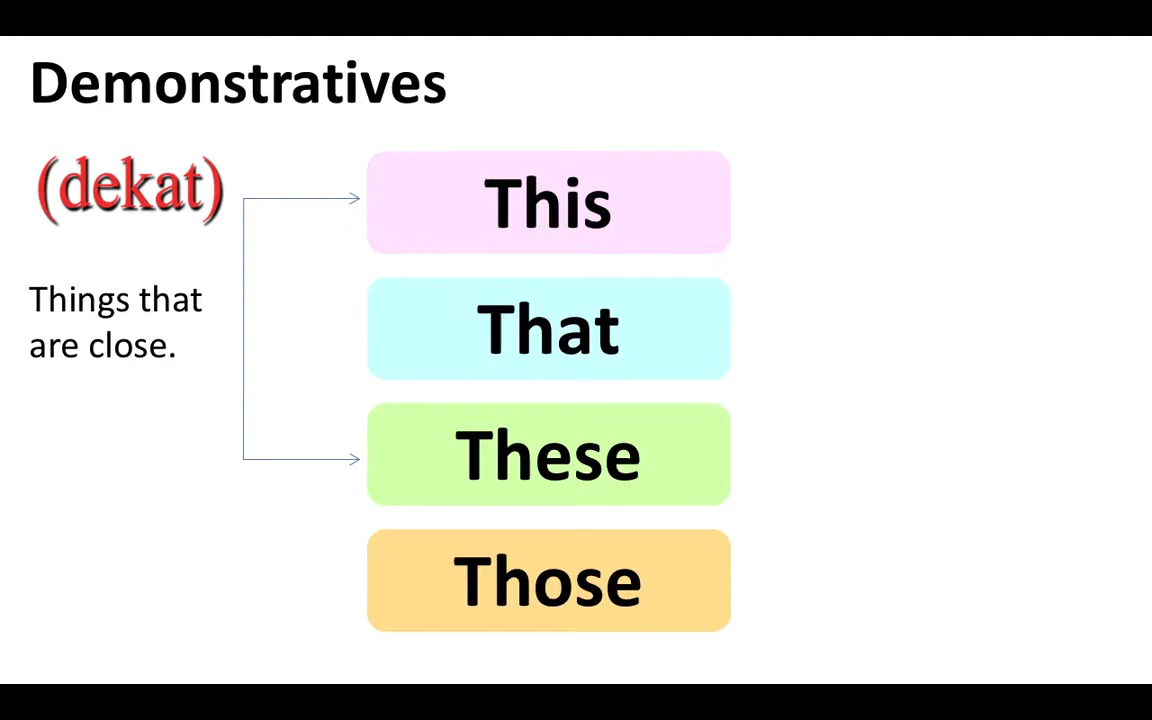 Demonstratives
(dekat)
Things that
are close.
This
That
These
Those